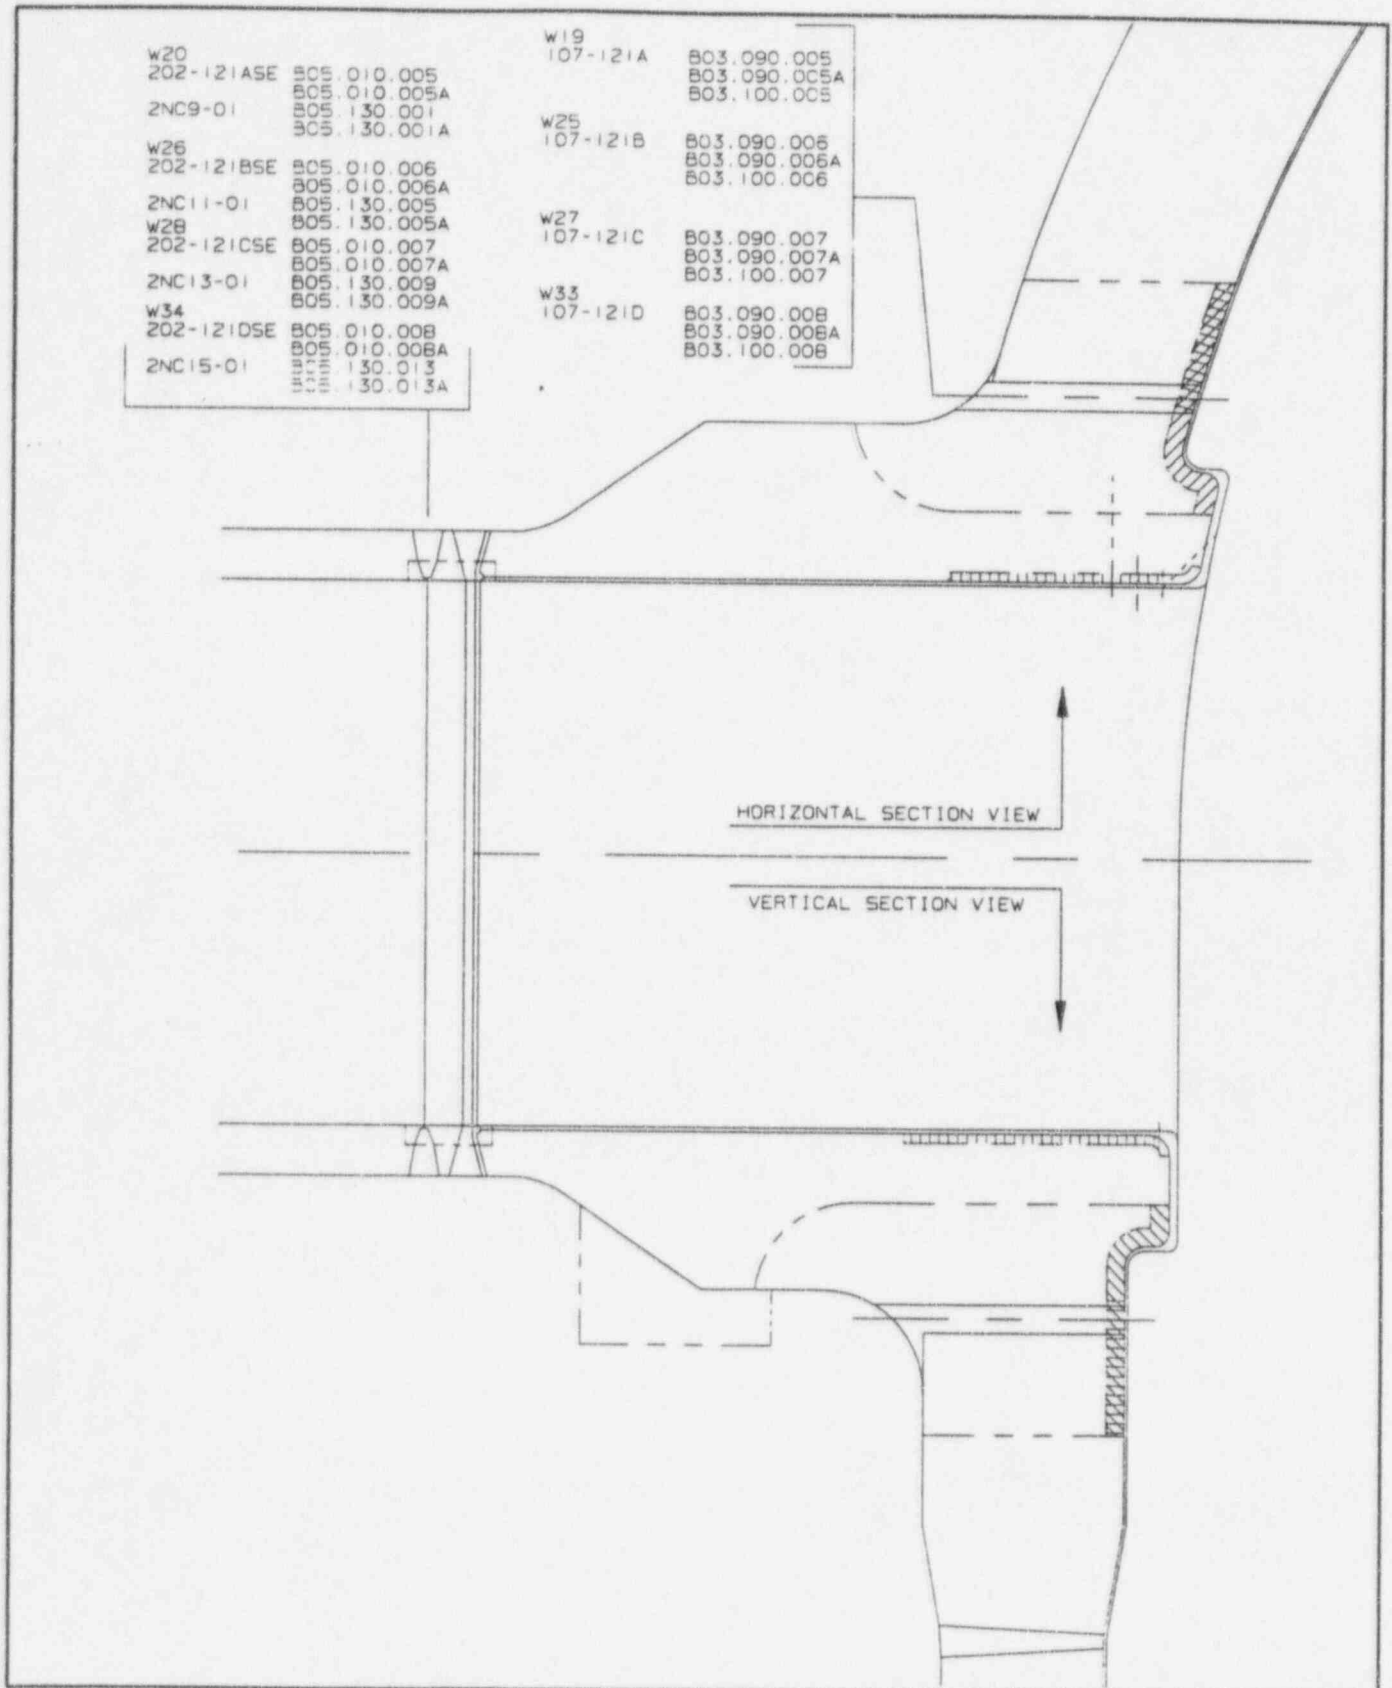 W20
202-121ASE B05.010.005
B05.010.005A
2NC9-01 B05.130.001
B05.130.001A
W26
202-121BSE B05.010.006
B05.010.006A
2NC11-01 B05.130.005
W28 B05.130.005A
202-121CSE B05.010.007
B05.010.007A
2NC13-01 B05.130.009
B05.130.009A
W34
202-121DSE B05.010.008
B05.010.008A
2NC15-01 B05.130.013
B05.130.013A
W19
107-121A B03.090.005
B03.090.005A
B03.100.005
W25
107-121B B03.090.006
B03.090.006A
B03.100.006
W27
107-121C B03.090.007
B03.090.007A
B03.100.007
W33
107-121D B03.090.008
B03.090.008A
B03.100.008
HORIZONTAL SECTION VIEW
VERTICAL SECTION VIEW